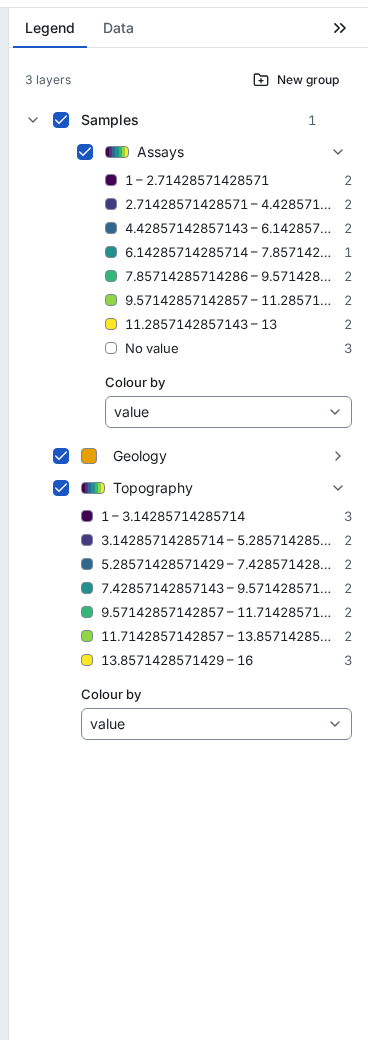 Legend Data
3 layers New group
Samples 1
Assays
1 – 2.71428571428571 2
2.71428571428571 – 4.428571... 2
4.42857142857143 – 6.142857... 2
6.14285714285714 – 7.857142... 1
7.85714285714286 – 9.571428... 2
9.57142857142857 – 11.28571... 2
11.2857142857143 – 13 2
No value 3
Colour by
value
Geology
Topography
1 – 3.14285714285714 3
3.14285714285714 – 5.285714285... 2
5.28571428571429 – 7.428571428... 2
7.42857142857143 – 9.571428571... 2
9.57142857142857 – 11.71428571... 2
11.7142857142857 – 13.85714285... 2
13.8571428571429 – 16 3
Colour by
value